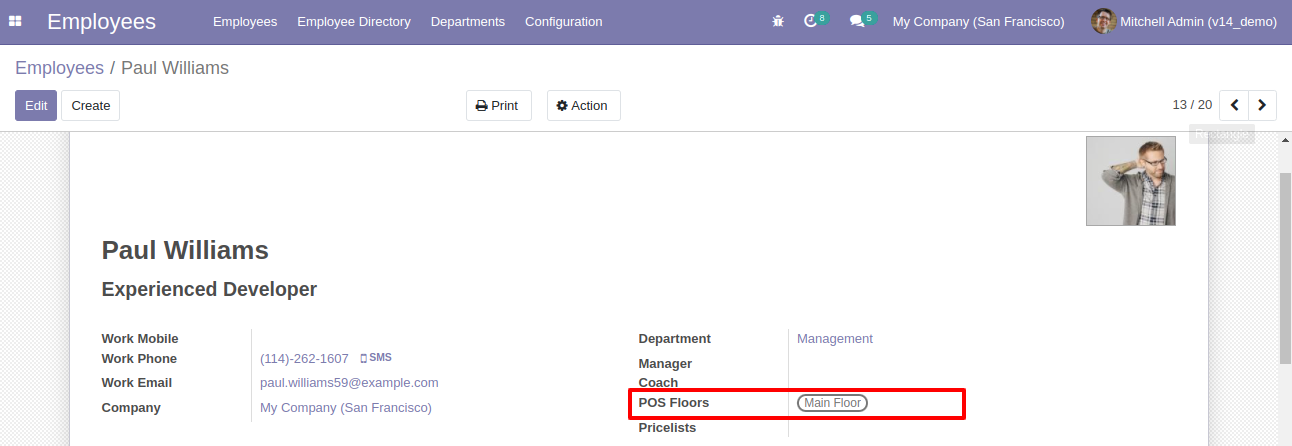 Employees Employees Employee Directory Departments Configuration 8 5 My Company (San Francisco) Mitchell Admin (v14_demo)
Employees / Paul Williams
Edit Create Print Action 13 / 20
Rectangle
Paul Williams
Experienced Developer
Work Mobile
Work Phone (114)-262-1607 SMS
Work Email paul.williams59@example.com
Company My Company (San Francisco)
Department Management
Manager
Coach
POS Floors Main Floor
Pricelists